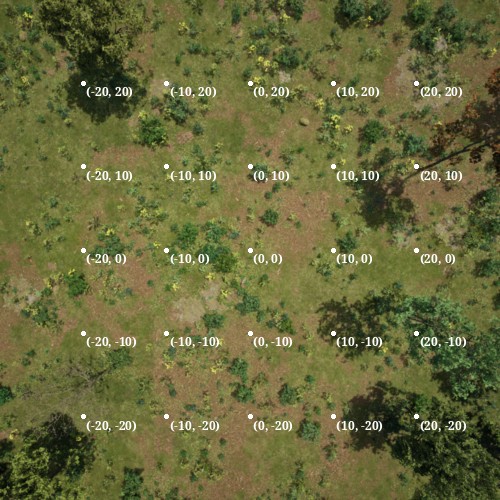 (-20, 20) (-10, 20) (0, 20) (10, 20) (20, 20)
(-20, 10) (-10, 10) (0, 10) (10, 10) (20, 10)
(-20, 0) (-10, 0) (0, 0) (10, 0) (20, 0)
(-20, -10) (-10, -10) (0, -10) (10, -10) (20, -10)
(-20, -20) (-10, -20) (0, -20) (10, -20) (20, -20)